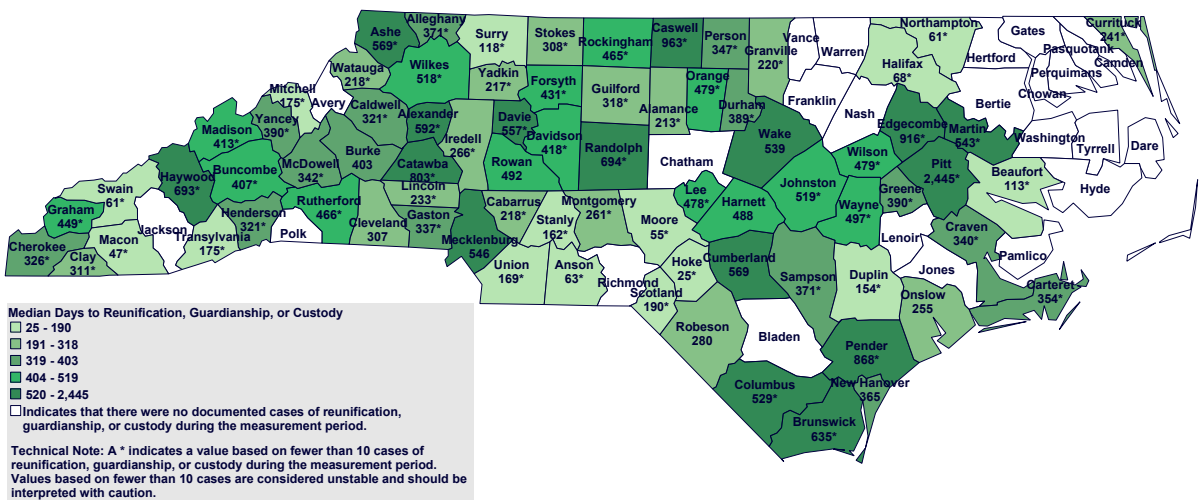 Alleghany
371*
Ashe
569*
Surry
118*
Stokes
308*
Rockingham
465*
Caswell
963*
Person
347*
Vance
Granville
220*
Warren
Northampton
61*
Gates
Currituck
241*
Pasquotank
Camden
Hertford
Perquimans
Chowan
Halifax
68*
Watauga
218*
Wilkes
518*
Yadkin
217*
Forsyth
431*
Guilford
318*
Alamance
213*
Orange
479*
Durham
389*
Franklin
Nash
Bertie
Mitchell
175*
Avery
Caldwell
321*
Alexander
592*
Iredell
266*
Davie
557*
Davidson
418*
Randolph
694*
Wake
539
Edgecombe
916*
Martin
543*
Washington
Tyrrell
Dare
Madison
413*
Yancey
390*
McDowell
342*
Burke
403
Catawba
803*
Rowan
492
Chatham
Wilson
479*
Pitt
2,445*
Beaufort
113*
Hyde
Haywood
693*
Buncombe
407*
Rutherford
466*
Lincoln
233*
Cabarrus
218*
Montgomery
261*
Lee
478*
Harnett
488
Johnston
519*
Greene
390*
Wayne
497*
Swain
61*
Graham
449*
Henderson
321*
Cleveland
307
Gaston
337*
Stanly
162*
Moore
55*
Lenoir
Craven
340*
Pamlico
Jackson
Transylvania
175*
Polk
Mecklenburg
546
Cherokee
326*
Clay
311*
Macon
47*
Union
169*
Anson
63*
Richmond
Hoke
25*
Cumberland
569
Sampson
371*
Duplin
154*
Jones
Carteret
354*
Scotland
190*
Onslow
255
Robeson
280
Bladen
Pender
868*
Columbus
529*
New Hanover
365
Brunswick
635*
Median Days to Reunification, Guardianship, or Custody
25 - 190
191 - 318
319 - 403
404 - 519
520 - 2,445
Indicates that there were no documented cases of reunification,
guardianship, or custody during the measurement period.
Technical Note: A * indicates a value based on fewer than 10 cases of
reunification, guardianship, or custody during the measurement period.
Values based on fewer than 10 cases are considered unstable and should be
interpreted with caution.